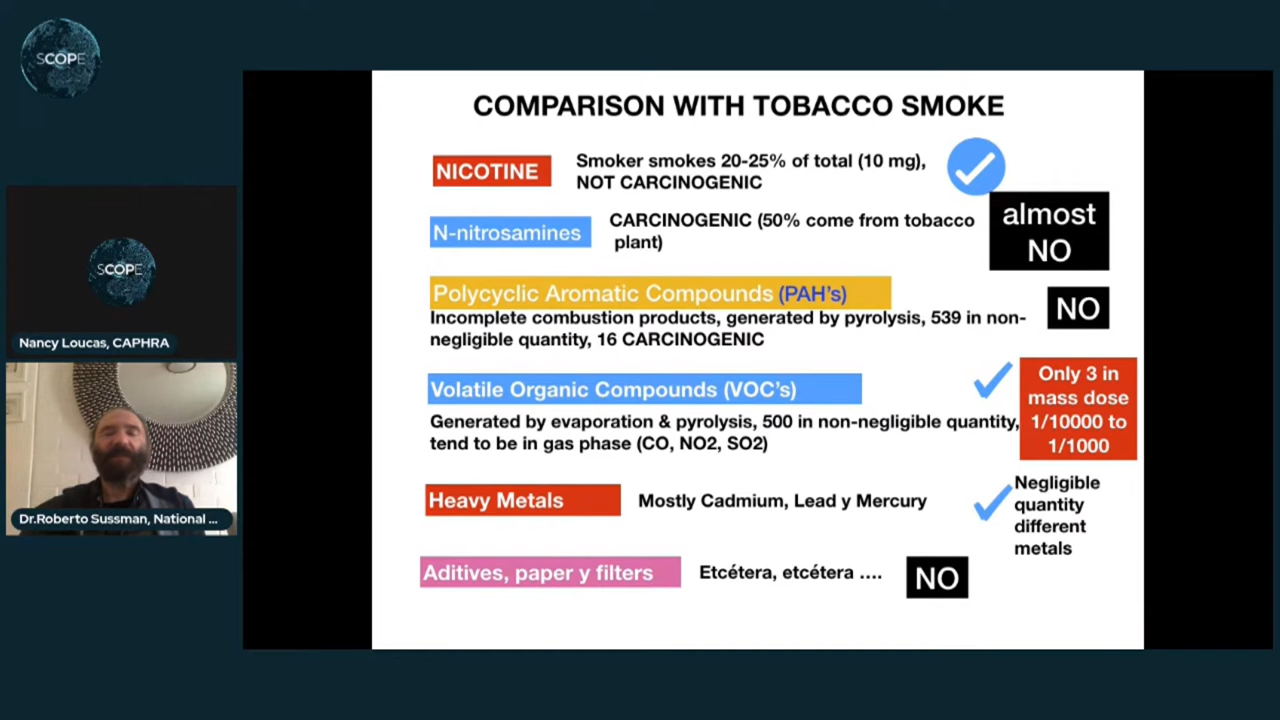 SCOPE
COMPARISON WITH TOBACCO SMOKE
NICOTINE
Smoker smokes 20-25% of total (10 mg),
NOT CARCINOGENIC
N-nitrosamines
CARCINOGENIC (50% come from tobacco
plant)
almost
NO
Polycyclic Aromatic Compounds (PAH's)
Incomplete combustion products, generated by pyrolysis, 539 in non-
negligible quantity, 16 CARCINOGENIC
NO
Volatile Organic Compounds (VOC's)
Generated by evaporation & pyrolysis, 500 in non-negligible quantity,
tend to be in gas phase (CO, NO2, SO2)
Only 3 in
mass dose
1/10000 to
1/1000
Heavy Metals
Mostly Cadmium, Lead y Mercury
Negligible
quantity
different
metals
Aditives, paper y filters
Etcétera, etcétera ....
NO
SCOPE
Nancy Loucas, CAPHRA
Dr.Roberto Sussman, National ...